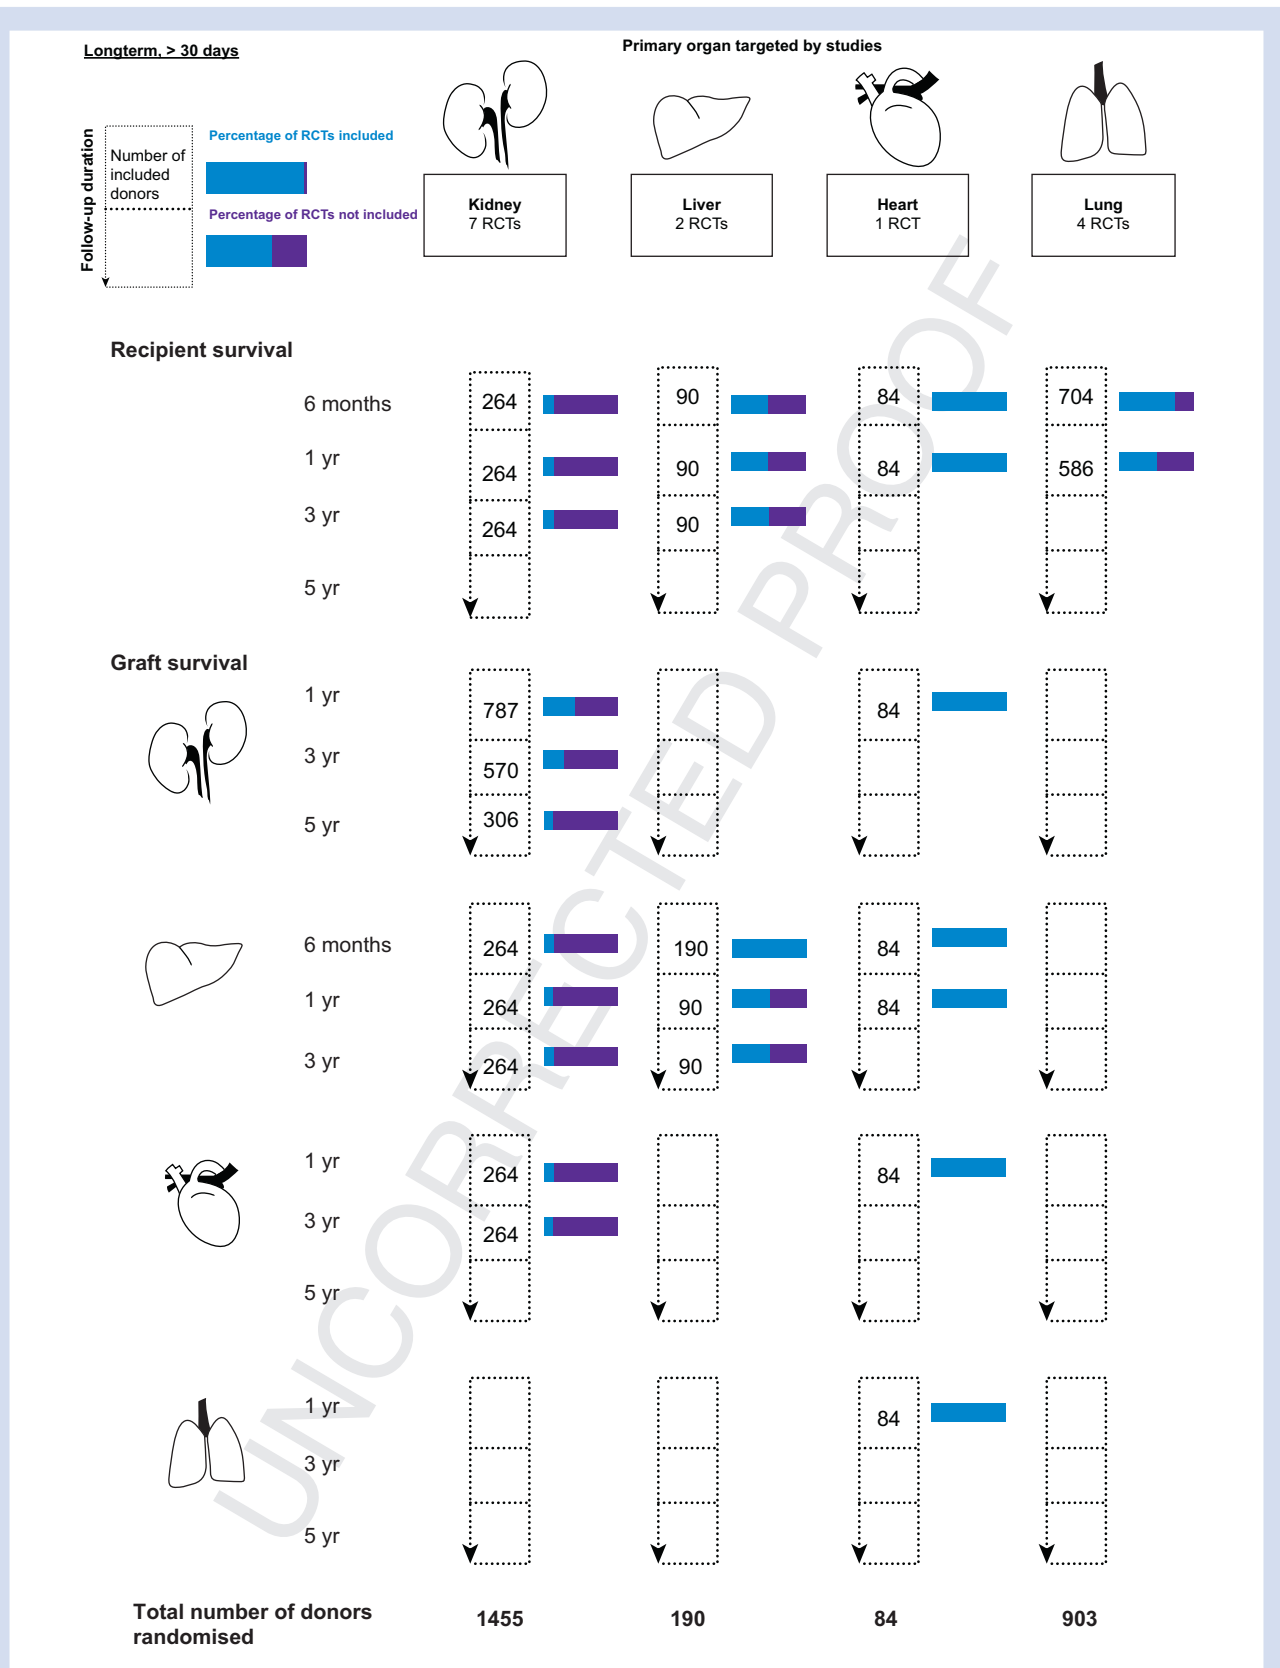 Longterm, > 30 days
Primary organ targeted by studies
Follow-up duration
Number of
included
donors
Percentage of RCTs included
Percentage of RCTs not included
Kidney
7 RCTs
Liver
2 RCTs
Heart
1 RCT
Lung
4 RCTs
Recipient survival
6 months 264 90 84 704
1 yr 264 90 84 586
3 yr 264 90
5 yr
Graft survival
1 yr 787 84
3 yr 570
5 yr 306
6 months 264 190 84
1 yr 264 90 84
3 yr 264 90
1 yr 264 84
3 yr 264
5 yr
1 yr 84
3 yr
5 yr
Total number of donors
randomised
1455 190 84 903
UNCORRECTED PROOF